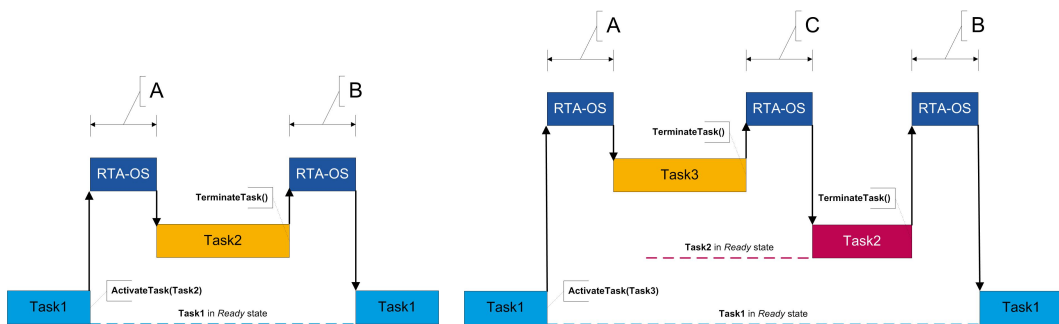 A
B
RTA-OS
RTA-OS
TerminateTask()
Task2
ActivateTask(Task2)
Task1
Task1
Task1 in Ready state
A
C
B
RTA-OS
RTA-OS
RTA-OS
TerminateTask()
Task3
TerminateTask()
Task2
Task2 in Ready state
ActivateTask(Task3)
Task1
Task1
Task1 in Ready state